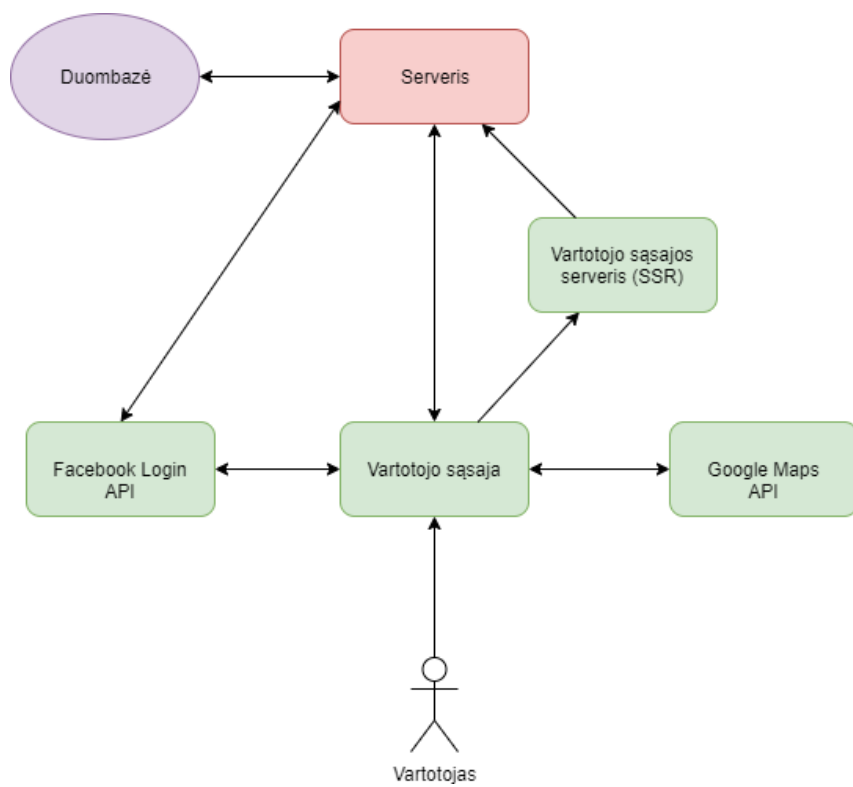 Duombazė
Serveris
Vartotojo sąsajos
serveris (SSR)
Facebook Login
API
Vartotojo sąsaja
Google Maps
API
Vartotojas